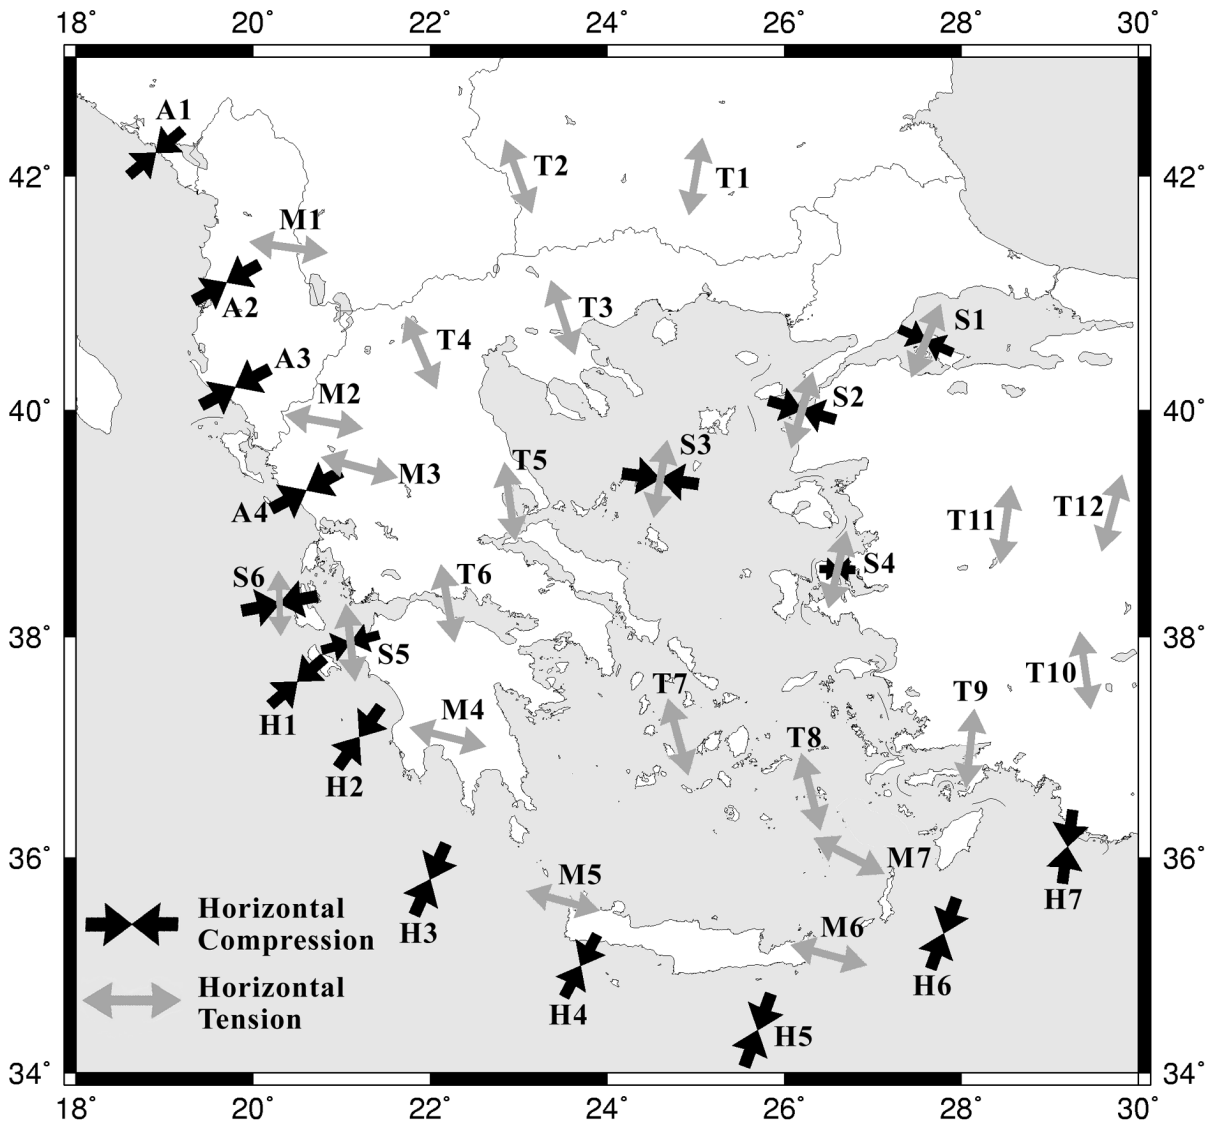 18° 20° 22° 24° 26° 28° 30°
A1
T2 T1
42° 42°
M1
A2
T3
S1
T4
A3
M2
S2
40° 40°
S3
T5
M3
A4
T11 T12
S4
S6 T6
38° 38°
S5
T10
T7 T9
H1 M4
T8
H2
36° M7 36°
M5
H7
Horizontal
Compression
H3
M6
H6
Horizontal
Tension
H4
H5
34° 34°
18° 20° 22° 24° 26° 28° 30°